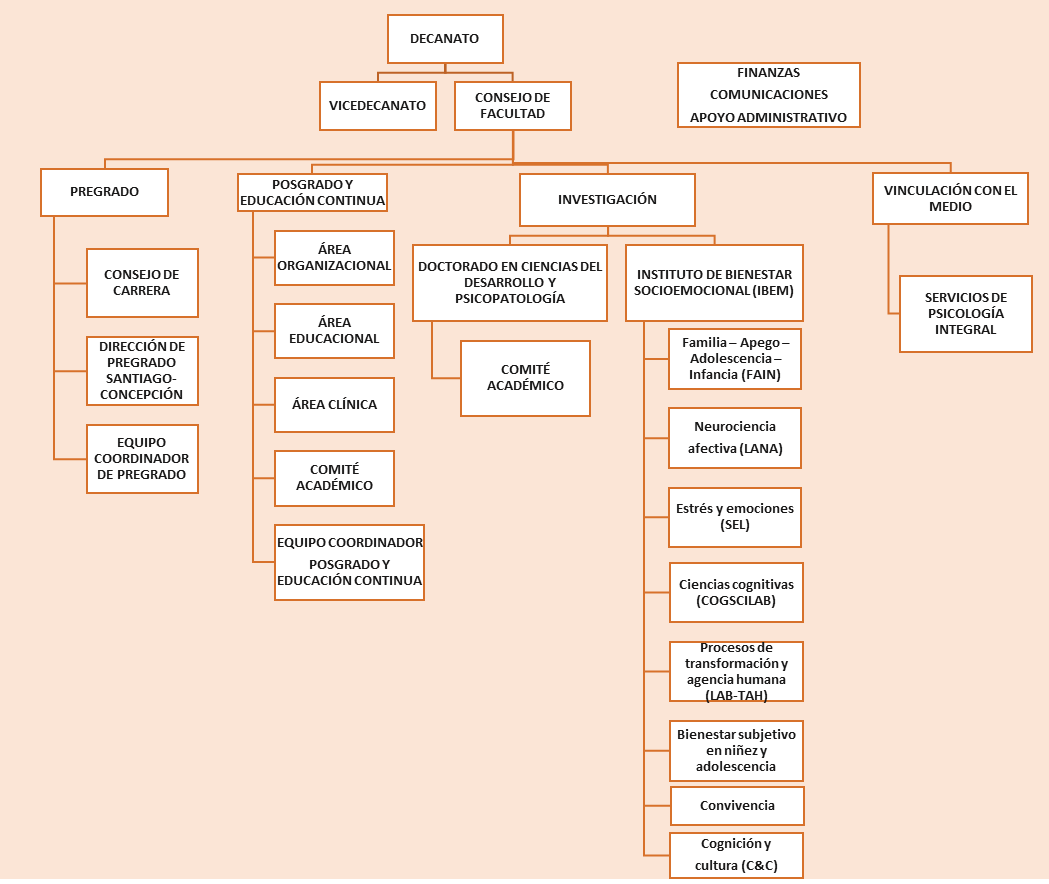 DECANATO
VICEDECANATO
CONSEJO DE
FACULTAD
FINANZAS
COMUNICACIONES
APOYO ADMINISTRATIVO
PREGRADO
CONSEJO DE
CARRERA
DIRECCIÓN DE
PREGRADO
SANTIAGO-
CONCEPCIÓN
EQUIPO
COORDINADOR
DE PREGRADO
POSGRADO Y
EDUCACIÓN CONTINUA
ÁREA
ORGANIZACIONAL
ÁREA
EDUCACIONAL
ÁREA CLÍNICA
COMITÉ
ACADÉMICO
EQUIPO COORDINADOR
POSGRADO Y
EDUCACIÓN CONTINUA
INVESTIGACIÓN
DOCTORADO EN CIENCIAS DEL
DESARROLLO Y
PSICOPATOLOGÍA
COMITÉ
ACADÉMICO
INSTITUTO DE BIENESTAR
SOCIOEMOCIONAL (IBEM)
Familia – Apego –
Adolescencia –
Infancia (FAIN)
Neurociencia
afectiva (LANA)
Estrés y emociones
(SEL)
Ciencias cognitivas
(COGSCILAB)
Procesos de
transformación y
agencia humana
(LAB-TAH)
Bienestar subjetivo
en niñez y
adolescencia
Convivencia
Cognición y
cultura (C&C)
VINCULACIÓN CON EL
MEDIO
SERVICIOS DE
PSICOLOGÍA
INTEGRAL